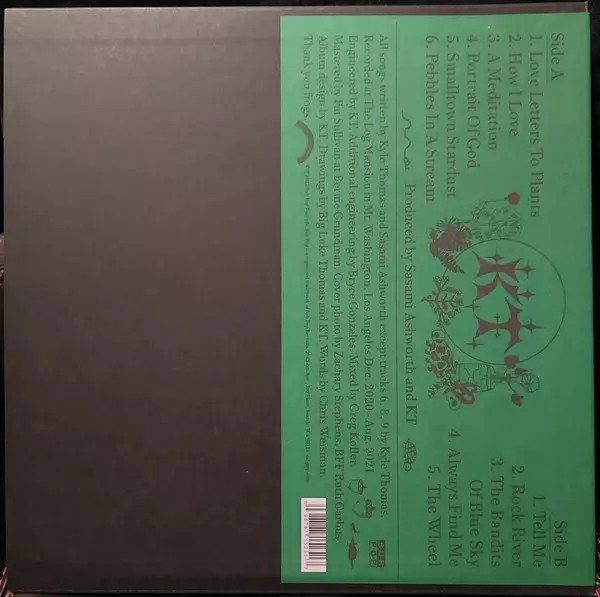 Side A
1. Love Letters To Plants
2. How I Love
3. A Meditation
4. Portrait Of God
5. Smalltown Stardust
6. Pebbles In A Stream
KT
Side B
1. Tell Me
2. Rock River
3. The Bandits
Of Blue Sky
4. Always Find Me
5. The Wheel
Produced by Sasami Ashworth and KT
All songs written by Kyle Thomas and Sasami Ashworth except tracks 6, 8, 9 by Kyle Thomas.
Recorded at The Log Mansion in Mt. Washington, Los Angeles Dec. 2020 – Aug. 2021
Engineered by KT. Additional engineering by Bryce Gonzales. Mixed by Greg Koller.
Mastered by Pat Sullivan at Bernie Grundman. Cover photo by Zachary Stephens, BFF Ruth Garbus.
Album design by KT. Drawings by Big Luke Thomas and KT. Words by Chris Weisman.
Thank you frogs.
SUB
POP